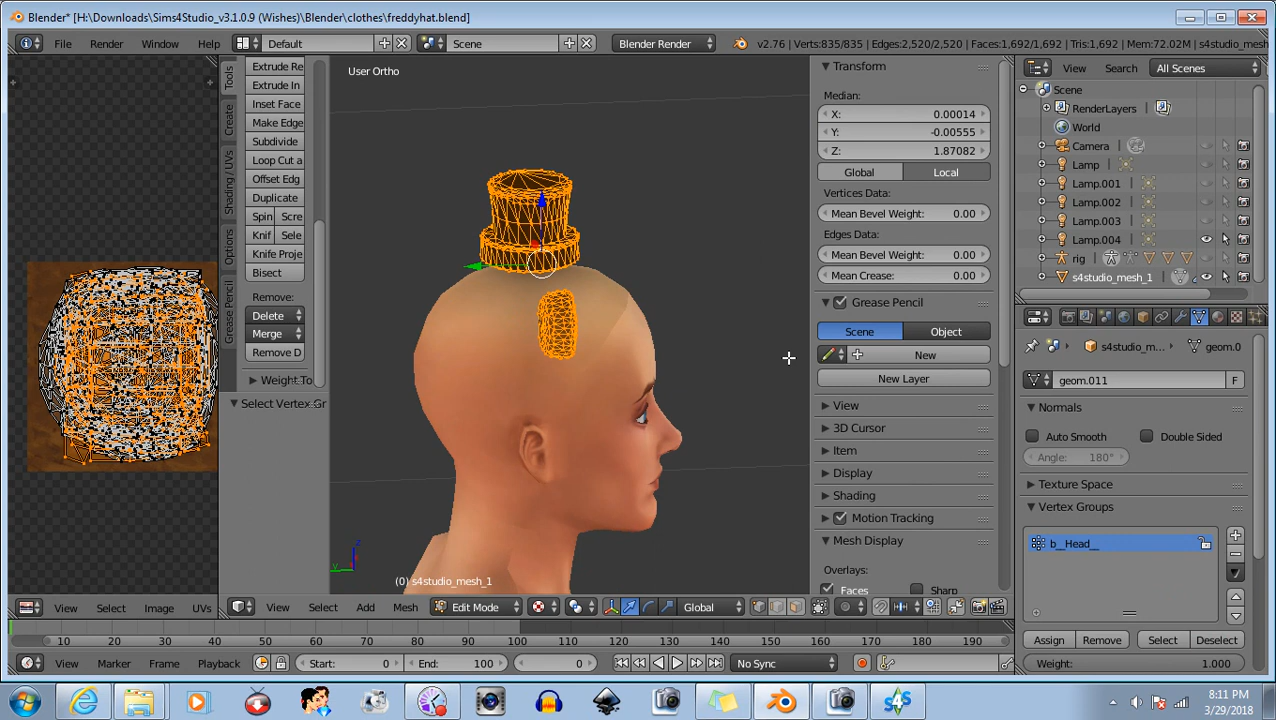 Blender* [H:\Downloads\Sims4Studio_v3.1.0.9 (Wishes)\Blender\clothes\freddyhat.blend]
File Render Window Help Default Scene Blender Render v2.76 | Verts:835/835 | Edges:2,520/2,520 | Faces:1,692/1,692 | Tris:1,692 | Mem:72.02M | s4studio_mesh
View Search All Scenes
Scene
RenderLayers
World
Camera
Lamp
Lamp.001
Lamp.002
Lamp.003
Lamp.004
rig
s4studio_mesh_1
Tools
Create
Shading / UVs
Options
Grease Pencil
Extrude Re
Extrude In
Inset Face
Make Edge
Subdivide
Loop Cut a
Offset Edg
Duplicate
Spin Scre
Knif Sele
Knife Proje
Bisect
Remove:
Delete
Merge
Remove D
Weight To
Select Vertex Gr
User Ortho
(0) s4studio_mesh_1
Transform
Median:
X: 0.00014
Y: -0.00555
Z: 1.87082
Global Local
Vertices Data:
Mean Bevel Weight: 0.00
Edges Data:
Mean Bevel Weight: 0.00
Mean Crease: 0.00
Grease Pencil
Scene Object
New
New Layer
View
3D Cursor
Item
Display
Shading
Motion Tracking
Mesh Display
Overlays:
Faces Sharp
s4studio_m... geom.0
geom.011 F
Normals
Auto Smooth Double Sided
Angle: 180°
Texture Space
Vertex Groups
b__Head__
Assign Remove Select Deselect
Weight: 1.000
View Select Image UVs
View Select Add Mesh Edit Mode Global
10 20 30 40 50 60 70 80 90 100 110 120 130 140 150 160 170 180 190
View Marker Frame Playback Start: 0 End: 100 0 No Sync
8:11 PM
3/29/2018